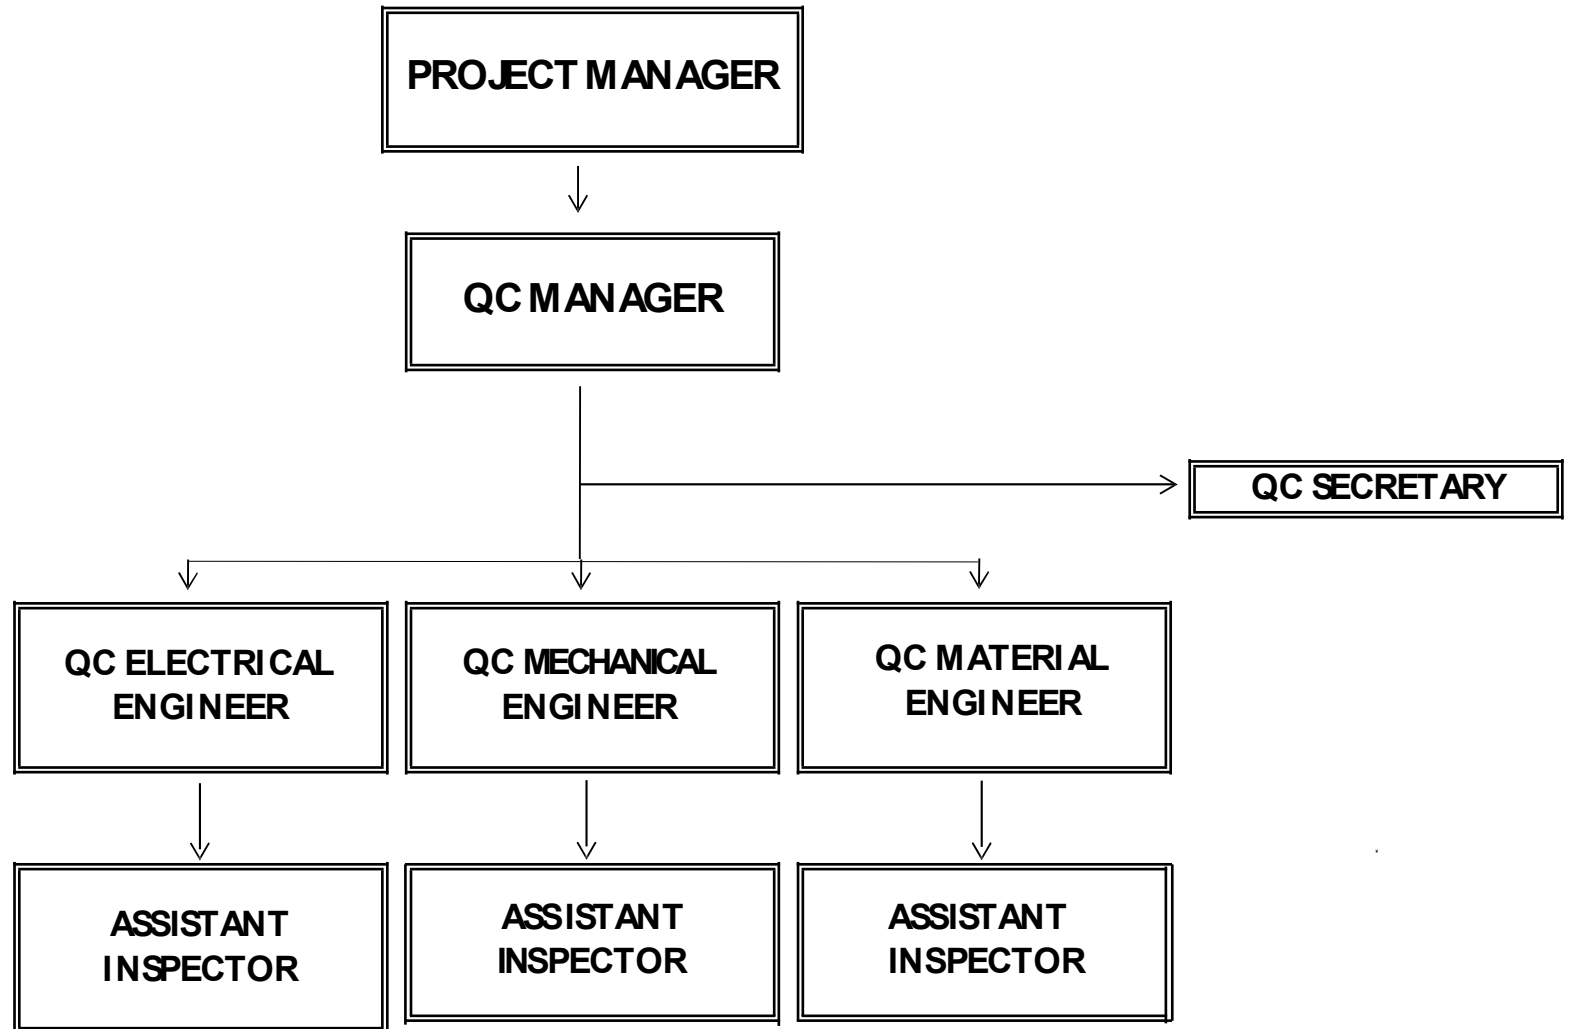 PROJECT MANAGER
QC MANAGER
QC SECRETARY
QC ELECTRICAL
ENGINEER
QC MECHANICAL
ENGINEER
QC MATERIAL
ENGINEER
ASSISTANT
INSPECTOR
ASSISTANT
INSPECTOR
ASSISTANT
INSPECTOR